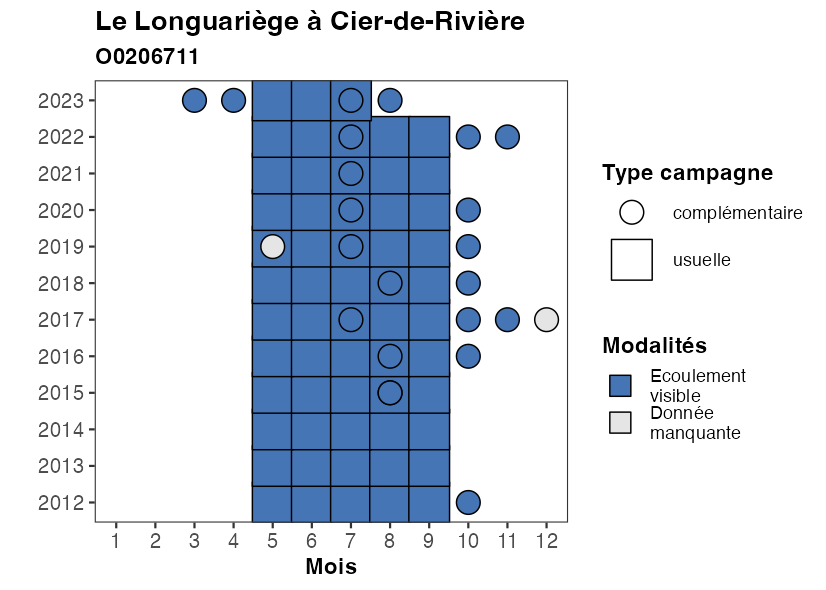 Le Longuariège à Cier-de-Rivière
O0206711
2023
2022
2021
2020
2019
2018
2017
2016
2015
2014
2013
2012
1 2 3 4 5 6 7 8 9 10 11 12
Mois
Type campagne
complémentaire
usuelle
Modalités
Ecoulement
visible
Donnée
manquante